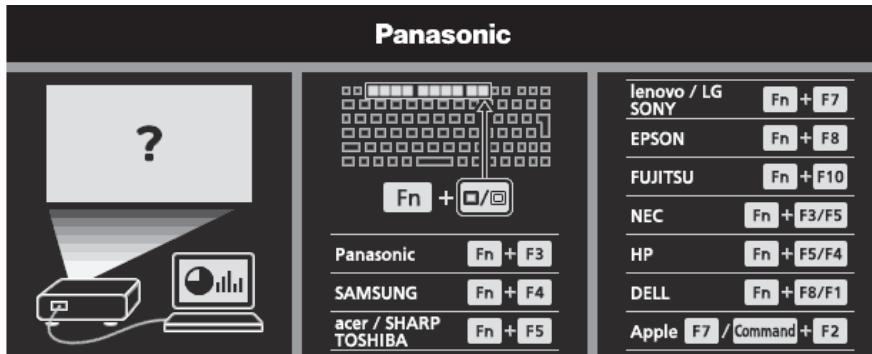 Panasonic
?
Fn + /
Panasonic Fn + F3
SAMSUNG Fn + F4
acer / SHARP
TOSHIBA Fn + F5
lenovo / LG
SONY Fn + F7
EPSON Fn + F8
FUJITSU Fn + F10
NEC Fn + F3/F5
HP Fn + F5/F4
DELL Fn + F8/F1
Apple F7 / Command + F2